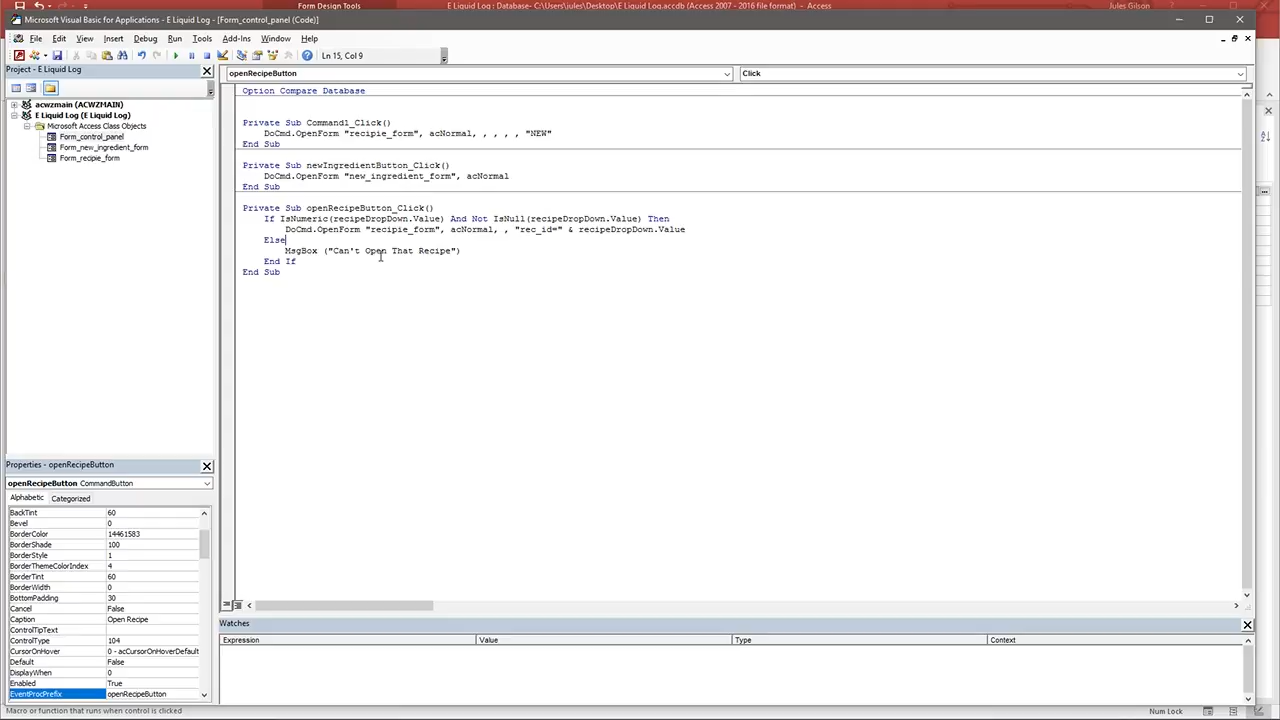 Form Design Tools
E Liquid Log : Database- C:\Users\jules\Desktop\E Liquid Log.accdb (Access 2007 - 2016 file format) - Access
Jules Gilson
Microsoft Visual Basic for Applications - E Liquid Log - [Form_control_panel (Code)]
File Edit View Insert Debug Run Tools Add-Ins Window Help
Ln 15, Col 9
Project - E Liquid Log
openRecipeButton
Click
acwzmain (ACWZMAIN)
E Liquid Log (E Liquid Log)
Microsoft Access Class Objects
Form_control_panel
Form_new_ingredient_form
Form_recipie_form
Option Compare Database
Private Sub Command1_Click()
DoCmd.OpenForm "recipie_form", acNormal, , , , , "NEW"
End Sub
Private Sub newIngredientButton_Click()
DoCmd.OpenForm "new_ingredient_form", acNormal
End Sub
Private Sub openRecipeButton_Click()
If IsNumeric(recipeDropDown.Value) And Not IsNull(recipeDropDown.Value) Then
DoCmd.OpenForm "recipie_form", acNormal, , "rec_id=" & recipeDropDown.Value
Else
MsgBox ("Can't Open That Recipe")
End If
End Sub
Properties - openRecipeButton
openRecipeButton CommandButton
Alphabetic Categorized
BackTint 60
Bevel 0
BorderColor 14461583
BorderShade 100
BorderStyle 1
BorderThemeColorIndex 4
BorderTint 60
BorderWidth 0
BottomPadding 30
Cancel False
Caption Open Recipe
ControlTipText
ControlType 104
CursorOnHover 0 - acCursorOnHoverDefault
Default False
DisplayWhen 0
Enabled True
EventProcPrefix openRecipeButton
Watches
Expression Value Type Context
Macro or function that runs when control is clicked
Num Lock